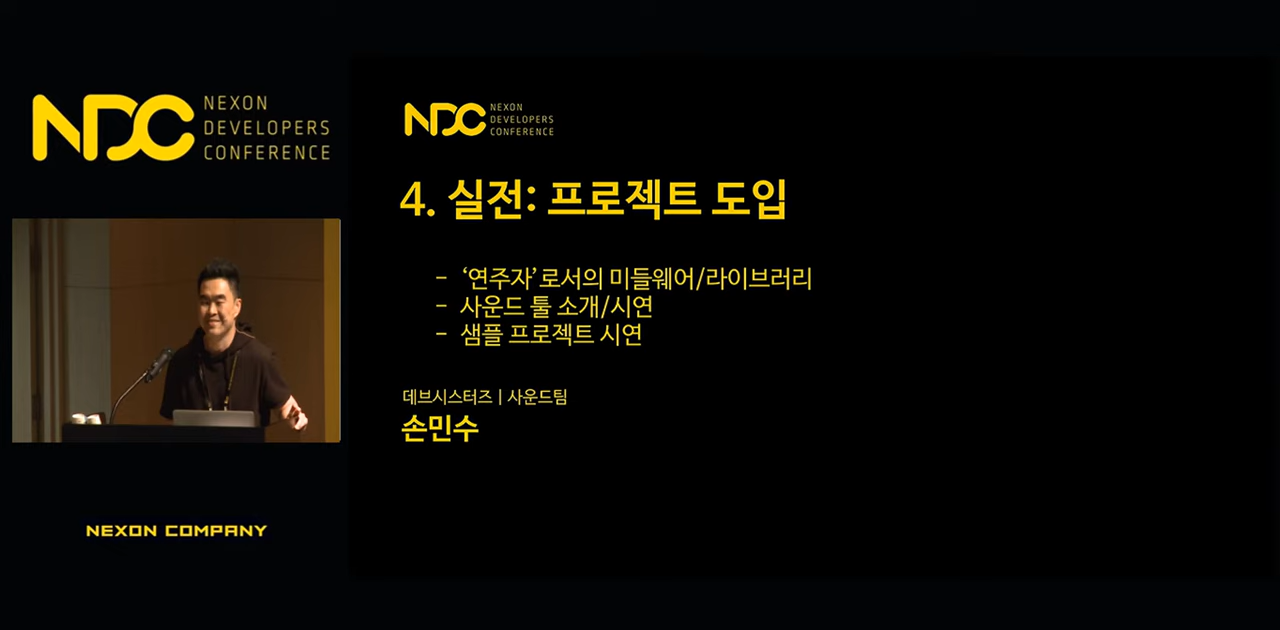 NDC NEXON
DEVELOPERS
CONFERENCE
NEXON COMPANY
NDC NEXON
DEVELOPERS
CONFERENCE
4. 실전: 프로젝트 도입
- ‘연주자’로서의 미들웨어/라이브러리
- 사운드 툴 소개/시연
- 샘플 프로젝트 시연
데브시스터즈 | 사운드팀
손민수